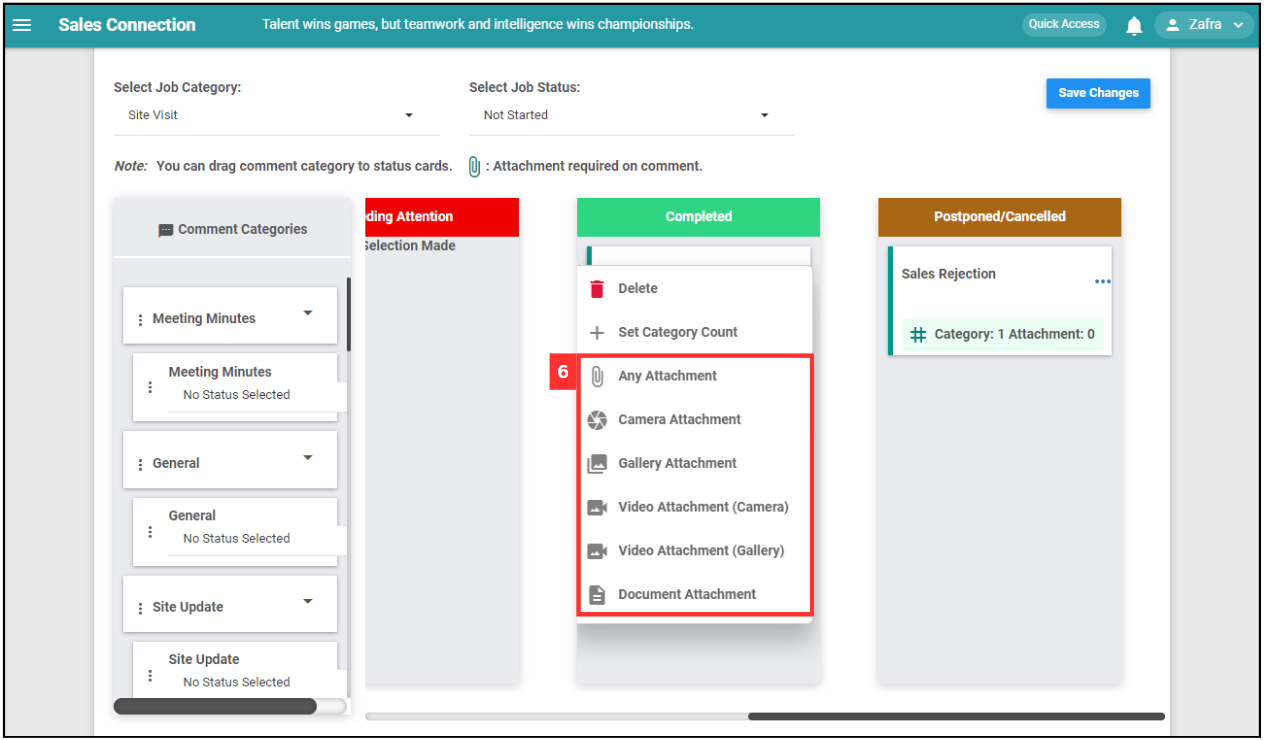 Sales Connection
Talent wins games, but teamwork and intelligence wins championships.
Quick Access
Zafra
Select Job Category:
Site Visit
Select Job Status:
Not Started
Save Changes
Note: You can drag comment category to status cards.
: Attachment required on comment.
Comment Categories
Meeting Minutes
Meeting Minutes
No Status Selected
General
General
No Status Selected
Site Update
Site Update
No Status Selected
Attention
Selection Made
Completed
Delete
Set Category Count
6
Any Attachment
Camera Attachment
Gallery Attachment
Video Attachment (Camera)
Video Attachment (Gallery)
Document Attachment
Postponed/Cancelled
Sales Rejection
Category: 1 Attachment: 0